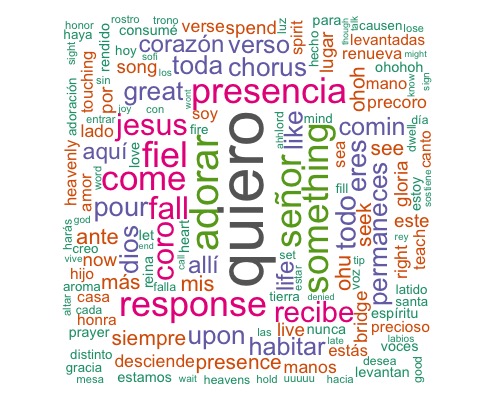 honor rostro trono luz para causen
haya hoy consumé verse spend hecho talk lose
sight rendido corazón verso spirit lugar though levantadas
sofi toda chorus renueva might
adoración touching song los ohoh ohohoh
sin por great presencia mano know sign
joy con wont precoro
entrar jesus soy like mind comin dwell día
lado fire athlord
heavenly aquí love fiel adorar quiero señor something sea eres see canto
amor word come fill todo gloria estoy sostiene
harás god pour let heart fall permaneces seek este rey teach
ante dios end coro allí set ohu
creo now call life tip right
vive hijo reina más mis estar voz
aroma falla tierra latido
altar casa response denied recibe bridge santa
cada espíritu
honra upon las live nunca precioso
prayer siempre habitar late estás labios
voces
distinto desciende presence manos desea
gracia estamos heavens uuuuu levantan good
mesa wait hold hacia